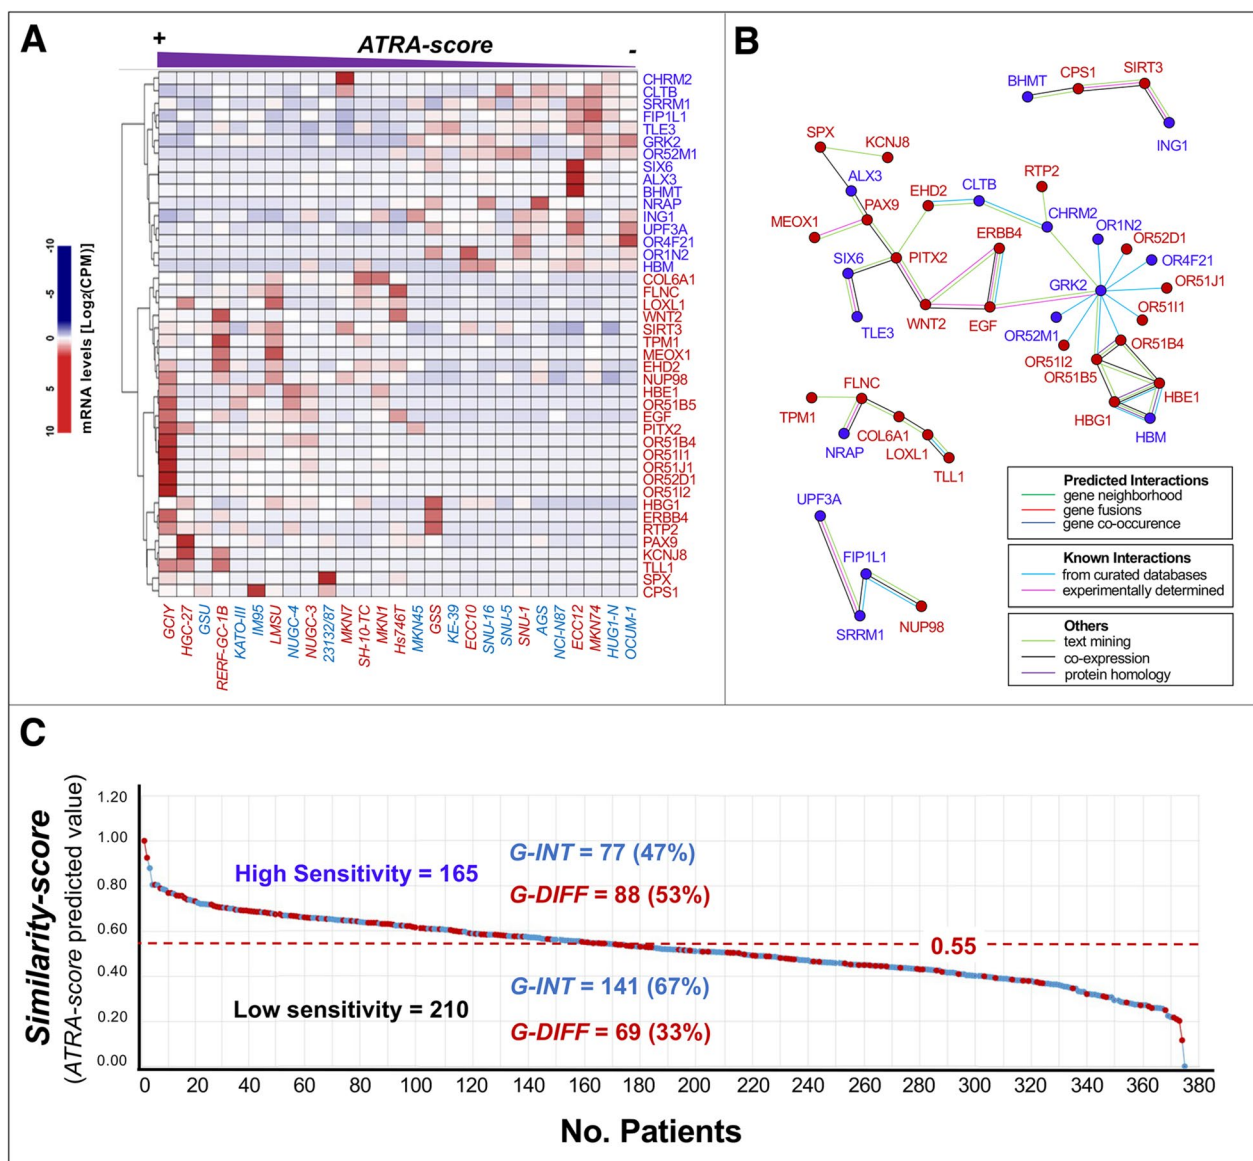 A
+
ATRA-score
-
CHRM2
CLTB
SRRM1
FIP1L1
TLE3
GRK2
OR52M1
SIX6
ALX3
BHMT
NRAP
ING1
UPF3A
OR4F21
OR1N2
HBM
COL6A1
FLNC
LOXL1
WNT2
SIRT3
TPM1
MEOX1
EHD2
NUP98
HBE1
OR51B5
EGF
PITX2
OR51B4
OR51I1
OR51J1
OR52D1
OR51I2
HBG1
ERBB4
RTP2
PAX9
KCNJ8
TLL1
SPX
CPS1
-10
-5
0
5
10
mRNA levels [Log2(CPM)]
GCIY
HGC-27
GSU
RERF-GC-1B
KATO-III
IM95
LMSU
NUGC-4
NUGC-3
23132/87
MKN7
SH-10-TC
MKN1
Hs746T
MKN45
GSS
KE-39
ECC10
SNU-16
SNU-5
SNU-1
AGS
NCI-N87
ECC12
MKN74
HUG1-N
OCUM-1
B
BHMT
CPS1
SIRT3
ING1
SPX
KCNJ8
ALX3
PAX9
MEOX1
EHD2
CLTB
RTP2
CHRM2
OR1N2
OR52D1
OR4F21
OR51J1
ERBB4
SIX6
PITX2
GRK2
OR51I1
TLE3
WNT2
EGF
OR52M1
OR51I2
OR51B4
OR51B5
HBE1
HBG1
HBM
FLNC
TPM1
NRAP
COL6A1
LOXL1
TLL1
UPF3A
FIP1L1
SRRM1
NUP98
Predicted Interactions
gene neighborhood
gene fusions
gene co-occurence
Known Interactions
from curated databases
experimentally determined
Others
text mining
co-expression
protein homology
C
Similarity-score
(ATRA-score predicted value)
1.20
1.00
0.80
0.60
0.40
0.20
0.00
High Sensitivity = 165
G-INT = 77 (47%)
G-DIFF = 88 (53%)
0.55
Low sensitivity = 210
G-INT = 141 (67%)
G-DIFF = 69 (33%)
0 20 40 60 80 100 120 140 160 180 200 220 240 260 280 300 320 340 360 380
No. Patients